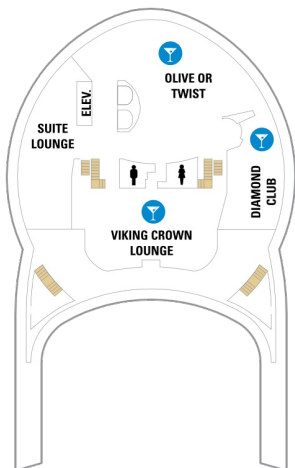 OLIVE OR
TWIST
ELEV.
SUITE
LOUNGE
DIAMOND
CLUB
VIKING CROWN
LOUNGE